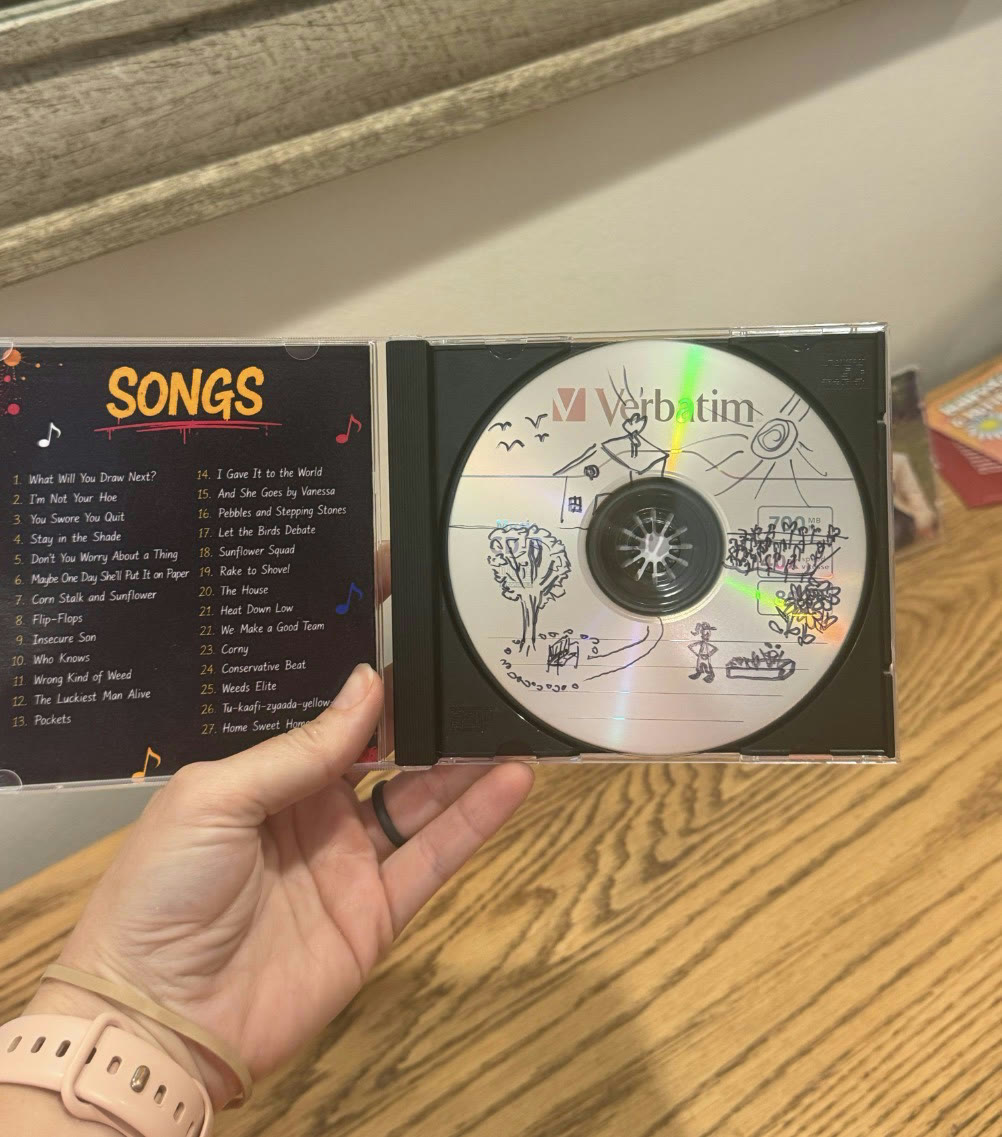 SONGS
1. What Will You Draw Next?
2. I'm Not Your Hoe
3. You Swore You Quit
4. Stay in the Shade
5. Don't You Worry About a Thing
6. Maybe One Day She'll Put It on Paper
7. Corn Stalk and Sunflower
8. Flip-Flops
9. Insecure Son
10. Who Knows
11. Wrong Kind of Weed
12. The Luckiest Man Alive
13. Pockets
14. I Gave It to the World
15. And She Goes by Vanessa
16. Pebbles and Stepping Stones
17. Let the Birds Debate
18. Sunflower Squad
19. Rake to Shovel
20. The House
21. Heat Down Low
22. We Make a Good Team
23. Corny
24. Conservative Beat
25. Weeds Elite
26. Tu-kaafi-zyaada-yellow
27. Home Sweet Home
Verbatim
700 MB